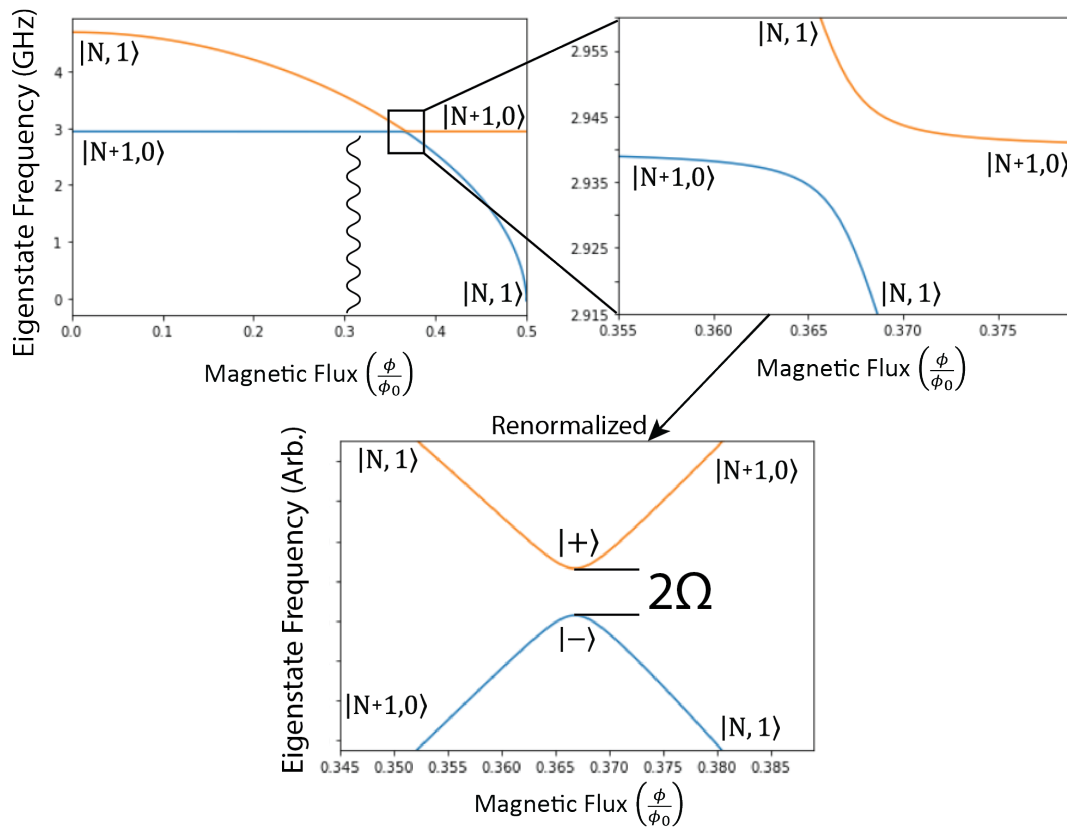 Eigenstate Frequency (GHz)
4
3
2
1
0
|N, 1⟩
|N+1,0⟩
|N+1,0⟩
|N, 1⟩
0.0
0.1
0.2
0.3
0.4
0.5
Magnetic Flux (ϕ/ϕ₀)
2.955
2.945
2.935
2.925
2.915
|N, 1⟩
|N+1,0⟩
|N+1,0⟩
|N, 1⟩
0.355
0.360
0.365
0.370
0.375
Magnetic Flux (ϕ/ϕ₀)
Renormalized
Eigenstate Frequency (Arb.)
|N, 1⟩
|N+1,0⟩
|+⟩
2Ω
|−⟩
|N+1,0⟩
|N, 1⟩
0.345
0.350
0.355
0.360
0.365
0.370
0.375
0.380
0.385
Magnetic Flux (ϕ/ϕ₀)